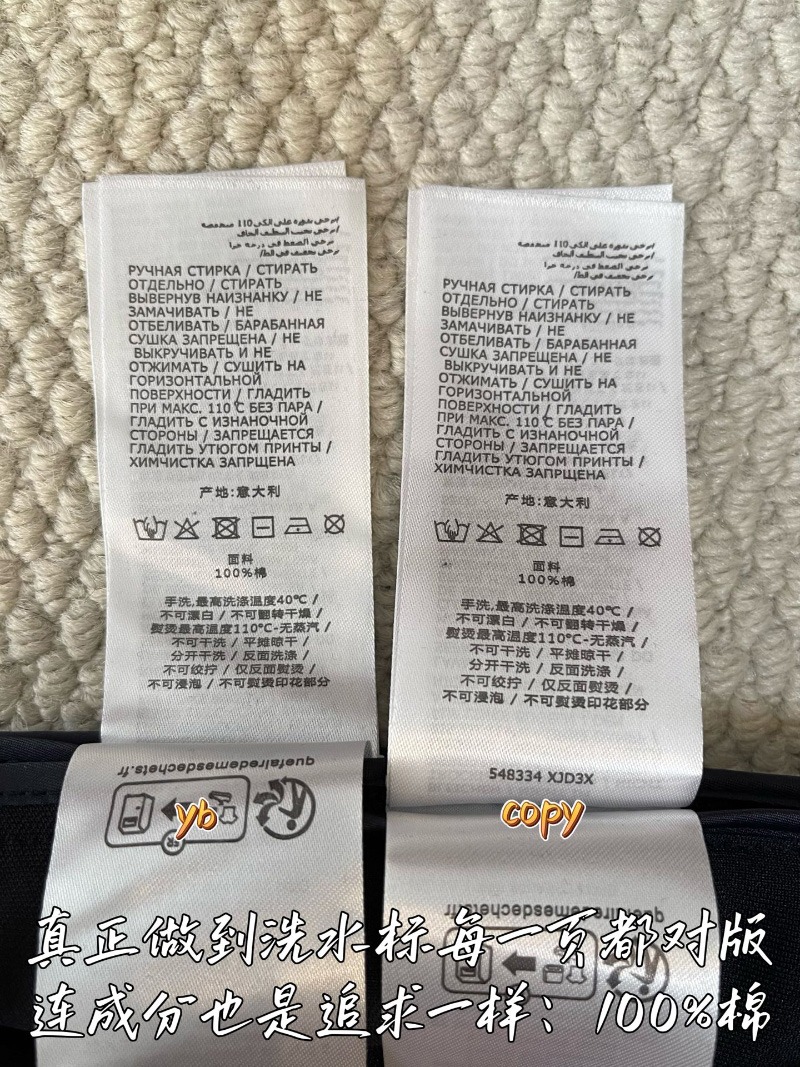 РУЧНАЯ СТИРКА / СТИРАТЬ
ОТДЕЛЬНО / СТИРАТЬ
ВЫВЕРНУВ НАИЗНАНКУ / НЕ
ЗАМАЧИВАТЬ / НЕ
ОТБЕЛИВАТЬ / БАРАБАННАЯ
СУШКА ЗАПРЕЩЕНА / НЕ
ВЫКРУЧИВАТЬ И НЕ
ОТЖИМАТЬ / СУШИТЬ НА
ГОРИЗОНТАЛЬНОЙ
ПОВЕРХНОСТИ / ГЛАДИТЬ
ПРИ МАКС. 110 C БЕЗ ПАРА /
ГЛАДИТЬ С ИЗНАНОЧНОЙ
СТОРОНЫ / ЗАПРЕЩАЕТСЯ
ГЛАДИТЬ УТЮГОМ ПРИНТЫ /
ХИМЧИСТКА ЗАПРЩЕНА
产地:意大利
面料
100%棉
手洗,最高洗涤温度40℃ /
不可漂白 / 不可翻转干燥 /
熨烫最高温度110℃-无蒸汽 /
不可干洗 / 平摊晾干 /
分开干洗 / 反面洗涤 /
不可绞拧 / 仅反面熨烫 /
不可浸泡 / 不可熨烫印花部分
quefairedemesdechets.fr
FR
yb
РУЧНАЯ СТИРКА / СТИРАТЬ
ОТДЕЛЬНО / СТИРАТЬ
ВЫВЕРНУВ НАИЗНАНКУ / НЕ
ЗАМАЧИВАТЬ / НЕ
ОТБЕЛИВАТЬ / БАРАБАННАЯ
СУШКА ЗАПРЕЩЕНА / НЕ
ВЫКРУЧИВАТЬ И НЕ
ОТЖИМАТЬ / СУШИТЬ НА
ГОРИЗОНТАЛЬНОЙ
ПОВЕРХНОСТИ / ГЛАДИТЬ
ПРИ МАКС. 110 C БЕЗ ПАРА /
ГЛАДИТЬ С ИЗНАНОЧНОЙ
СТОРОНЫ / ЗАПРЕЩАЕТСЯ
ГЛАДИТЬ УТЮГОМ ПРИНТЫ /
ХИМЧИСТКА ЗАПРЩЕНА
产地:意大利
面料
100%棉
手洗,最高洗涤温度40℃ /
不可漂白 / 不可翻转干燥 /
熨烫最高温度110℃-无蒸汽 /
不可干洗 / 平摊晾干 /
分开干洗 / 反面洗涤 /
不可绞拧 / 仅反面熨烫 /
不可浸泡 / 不可熨烫印花部分
548334 XJD3X
copy
quefairedemesdechets.fr
真正做到洗水标每一页都对版
连成分也是追求一样：100%棉